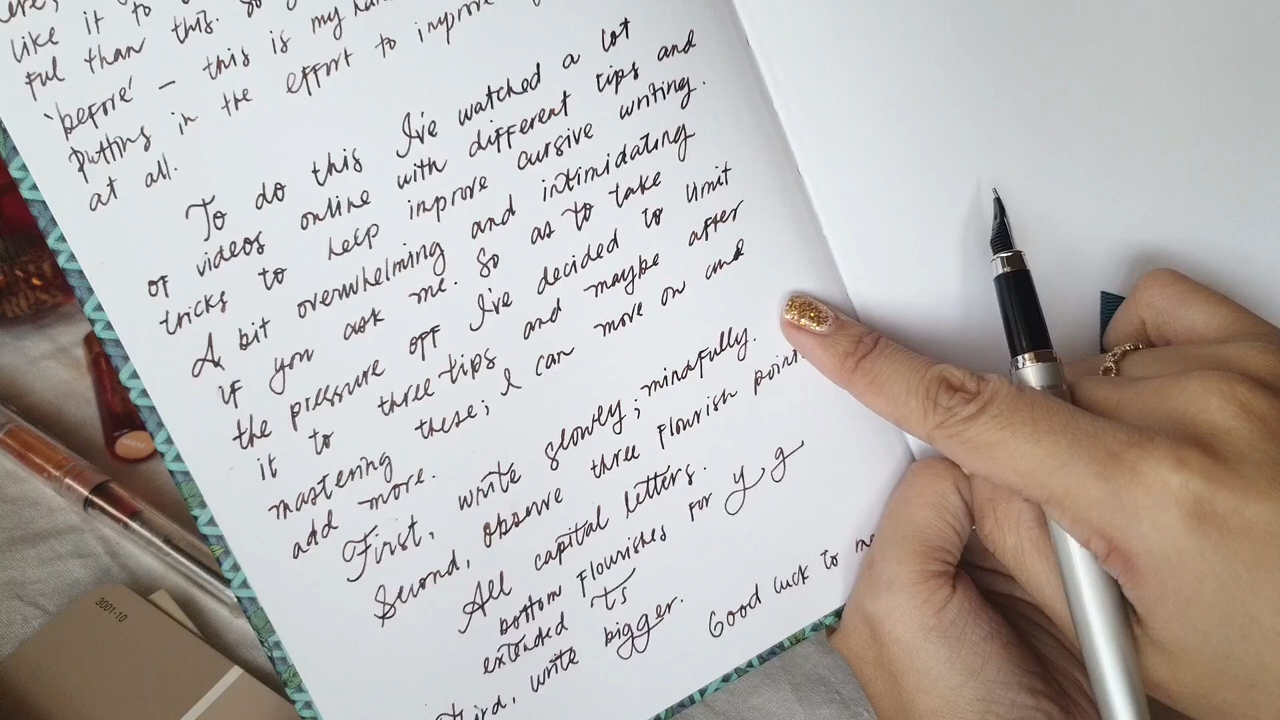 like it to
ful than this. So
'before' — this is my
putting in the effort to improve
at all.
To do this I've watched a lot
of videos online with different tips and
tricks to help improve cursive writing.
A bit overwhelming and intimidating
if you ask me. So as to take
the pressure off I've decided to limit
it to three tips and maybe after
mastering these; I can move on and
add more.
First, write slowly; mindfully.
Second, observe three flourish
All capital letters.
bottom flourishes for y, g
extended Ts
Third, write bigger.
Good luck to
3001-10